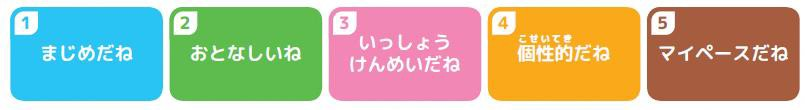 1
まじめだね
2
おとなしいね
3
いっしょう
けんめいだね
4
こせいてき
個性的だね
5
マイペースだね